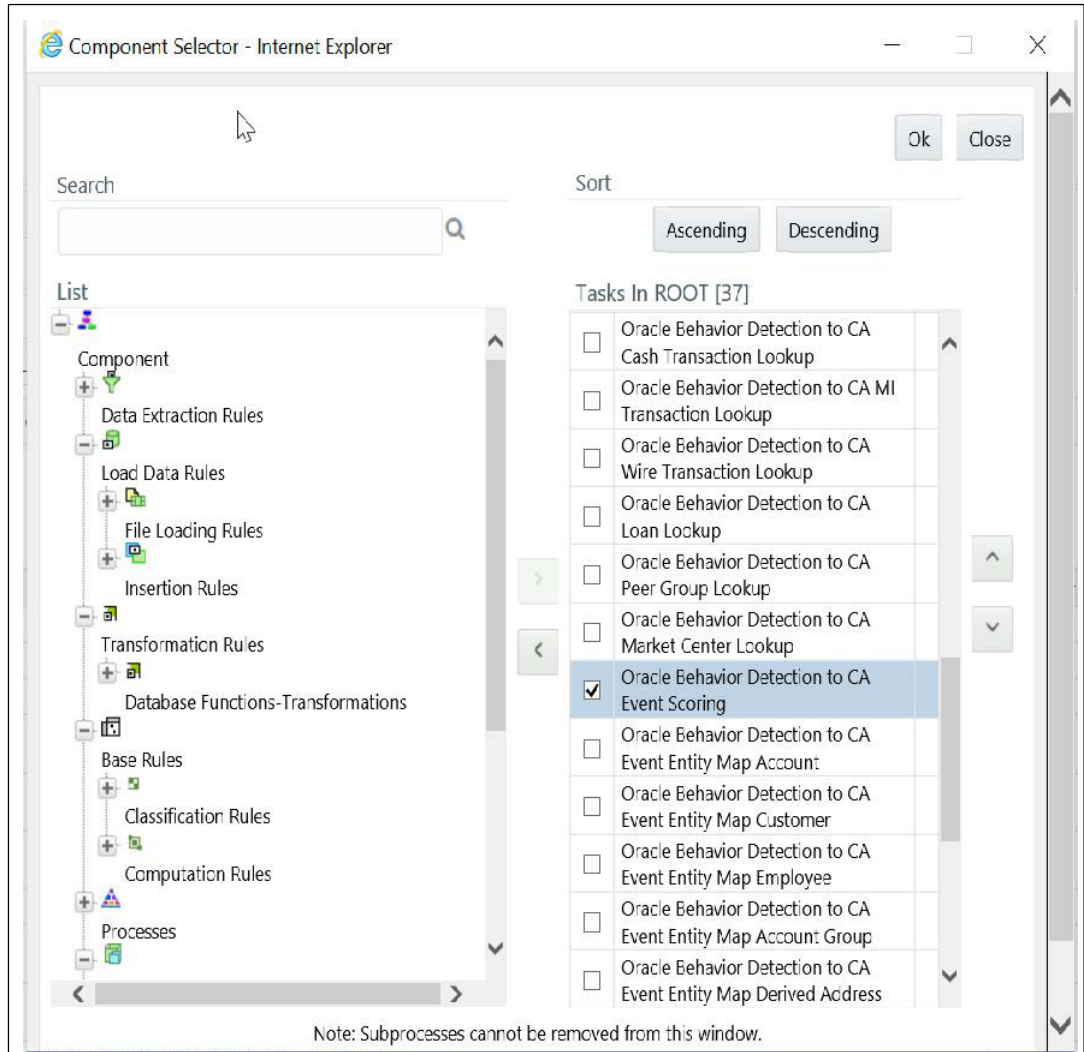 Component Selector - Internet Explorer
Ok
Close
Search
Sort
Ascending
Descending
List
Component
Data Extraction Rules
Load Data Rules
File Loading Rules
Insertion Rules
Transformation Rules
Database Functions-Transformations
Base Rules
Classification Rules
Computation Rules
Processes
Tasks In ROOT [37]
Oracle Behavior Detection to CA
Cash Transaction Lookup
Oracle Behavior Detection to CA MI
Transaction Lookup
Oracle Behavior Detection to CA
Wire Transaction Lookup
Oracle Behavior Detection to CA
Loan Lookup
Oracle Behavior Detection to CA
Peer Group Lookup
Oracle Behavior Detection to CA
Market Center Lookup
Oracle Behavior Detection to CA
Event Scoring
Oracle Behavior Detection to CA
Event Entity Map Account
Oracle Behavior Detection to CA
Event Entity Map Customer
Oracle Behavior Detection to CA
Event Entity Map Employee
Oracle Behavior Detection to CA
Event Entity Map Account Group
Oracle Behavior Detection to CA
Event Entity Map Derived Address
Note: Subprocesses cannot be removed from this window.